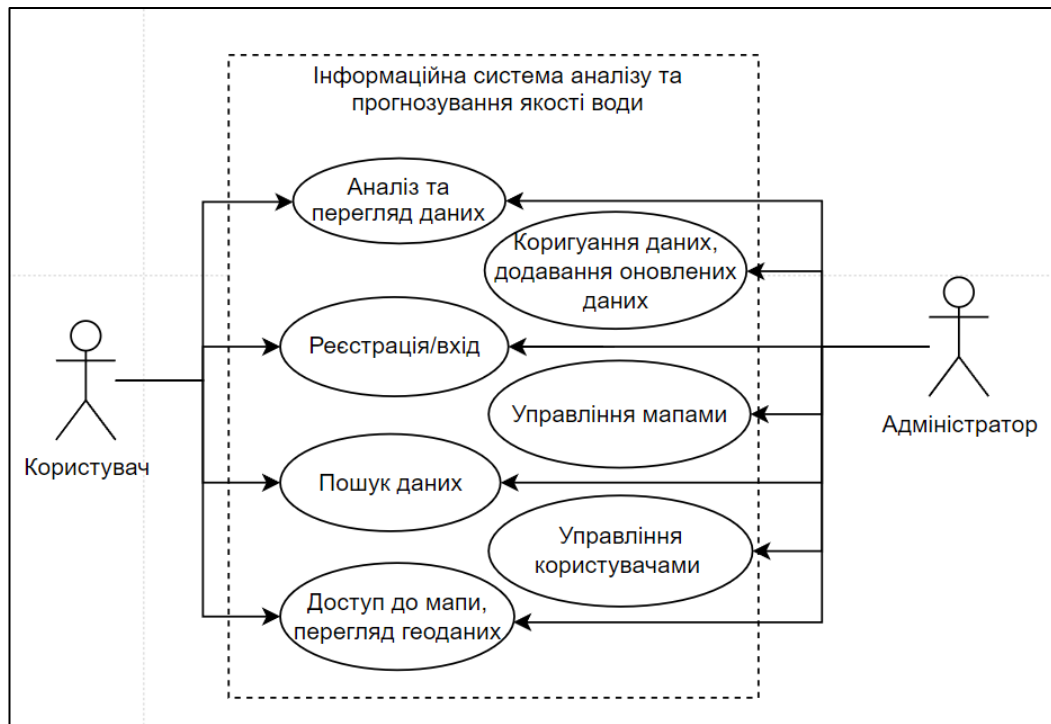 Інформаційна система аналізу та
прогнозування якості води
Аналіз та
перегляд даних
Коригуання даних,
додавання оновлених
даних
Реєстрація/вхід
Управління мапами
Адміністратор
Користувач
Пошук даних
Управління
користувачами
Доступ до мапи,
перегляд геоданих